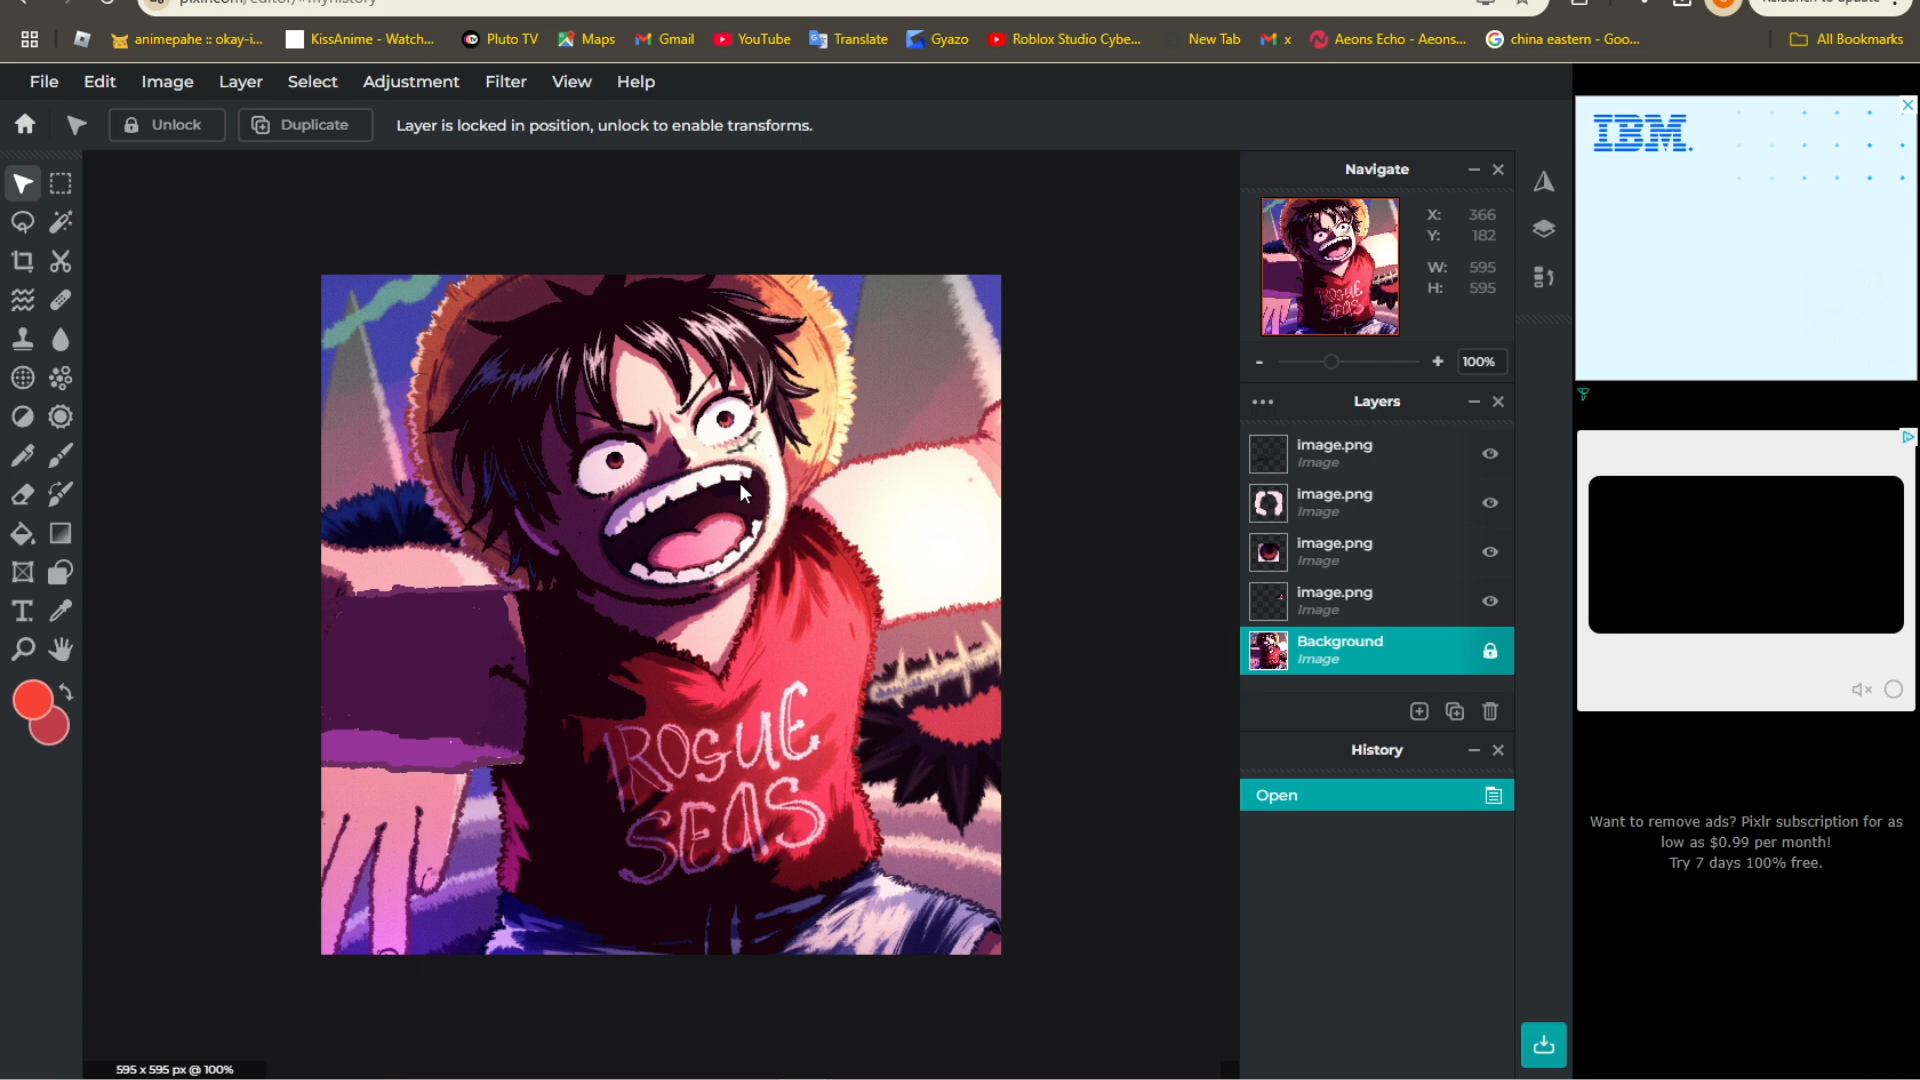 animepahe :: okay-i...
KissAnime - Watch...
Pluto TV
Maps
Gmail
YouTube
Translate
Gyazo
Roblox Studio Cybe...
New Tab
x
Aeons Echo - Aeons...
china eastern - Goo...
All Bookmarks
File Edit Image Layer Select Adjustment Filter View Help
Unlock
Duplicate
Layer is locked in position, unlock to enable transforms.
Navigate
X: 366
Y: 182
W: 595
H: 595
- + 100%
Layers
image.png
Image
image.png
Image
image.png
Image
image.png
Image
Background
Image
History
Open
ROGUE
SEAS
595 x 595 px @ 100%
IBM.
Want to remove ads? Pixlr subscription for as
low as $0.99 per month!
Try 7 days 100% free.